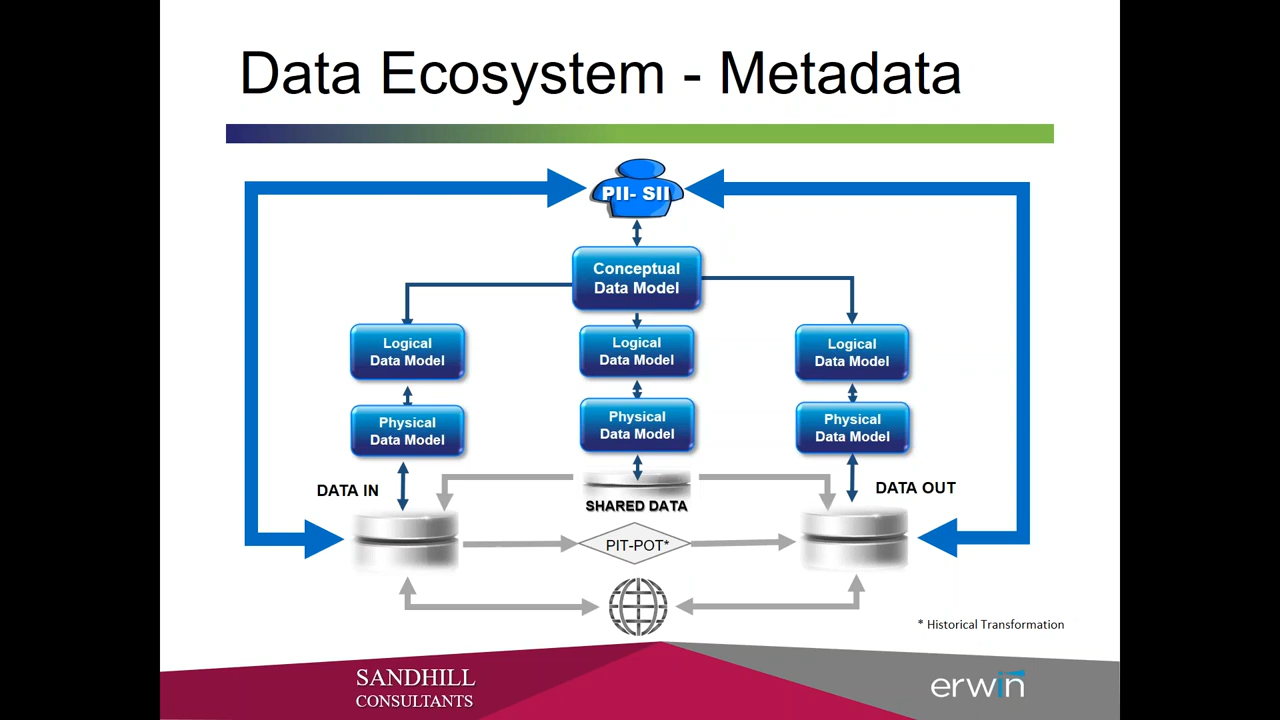 Data Ecosystem - Metadata
PII- SII
Conceptual
Data Model
Logical
Data Model
Logical
Data Model
Logical
Data Model
Physical
Data Model
Physical
Data Model
Physical
Data Model
DATA IN
SHARED DATA
DATA OUT
PIT-POT*
* Historical Transformation
SANDHILL
CONSULTANTS
erwin